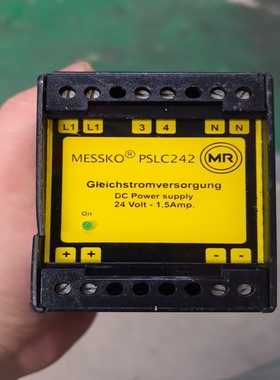 L1 L1 3 4 N N
MESSKO® PSLC242 MR
Gleichstromversorgung
DC Power supply
24 Volt - 1,5Amp.
On
+ + - -